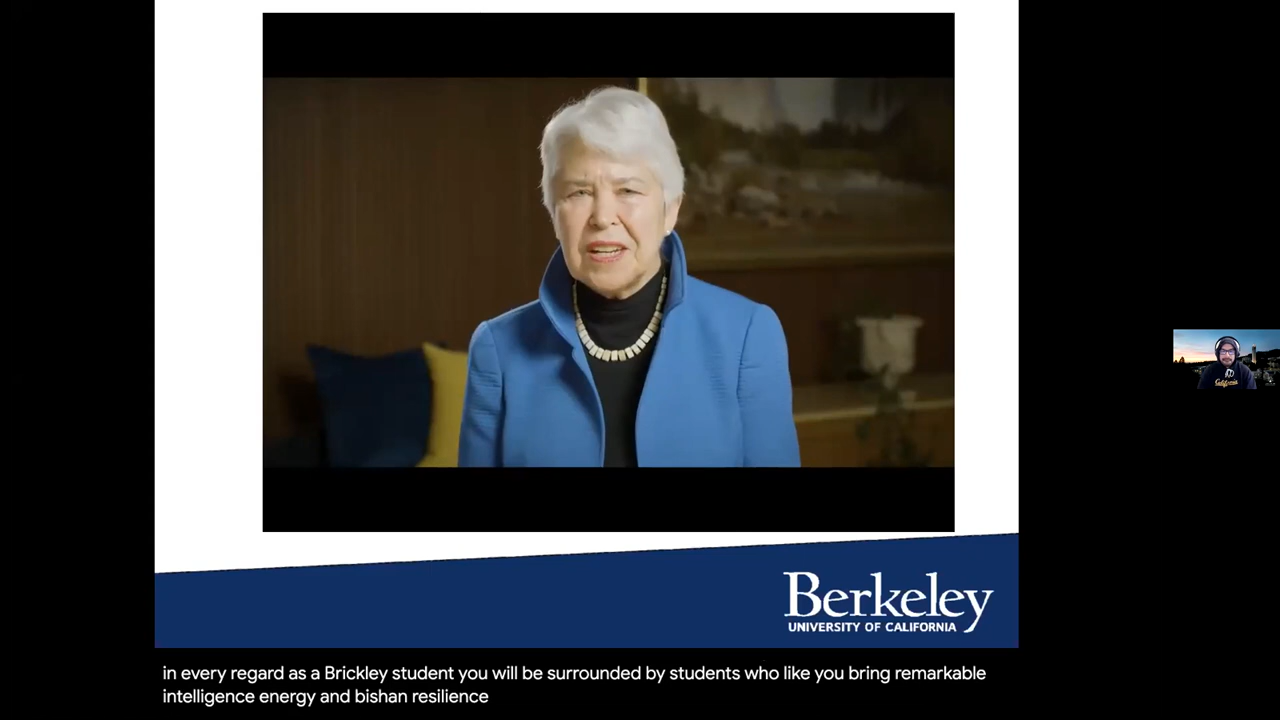 Berkeley
UNIVERSITY OF CALIFORNIA
California
in every regard as a Brickley student you will be surrounded by students who like you bring remarkable
intelligence energy and bishan resilience